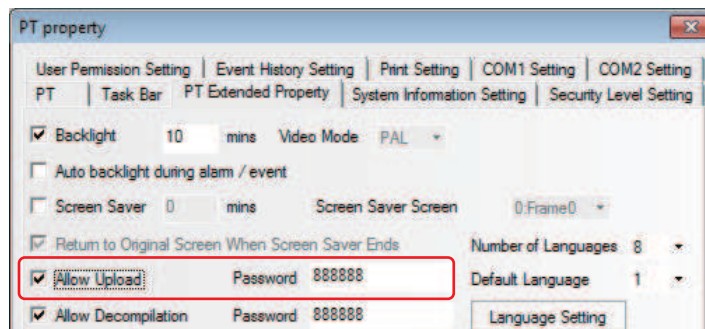 PT property
User Permission Setting Event History Setting Print Setting COM1 Setting COM2 Setting
PT Task Bar PT Extended Property System Information Setting Security Level Setting
Backlight 10 mins Video Mode PAL
Auto backlight during alarm / event
Screen Saver 0 mins Screen Saver Screen 0:Frame0
Return to Original Screen When Screen Saver Ends Number of Languages 8
Allow Upload Password 888888 Default Language 1
Allow Decompilation Password 888888 Language Setting